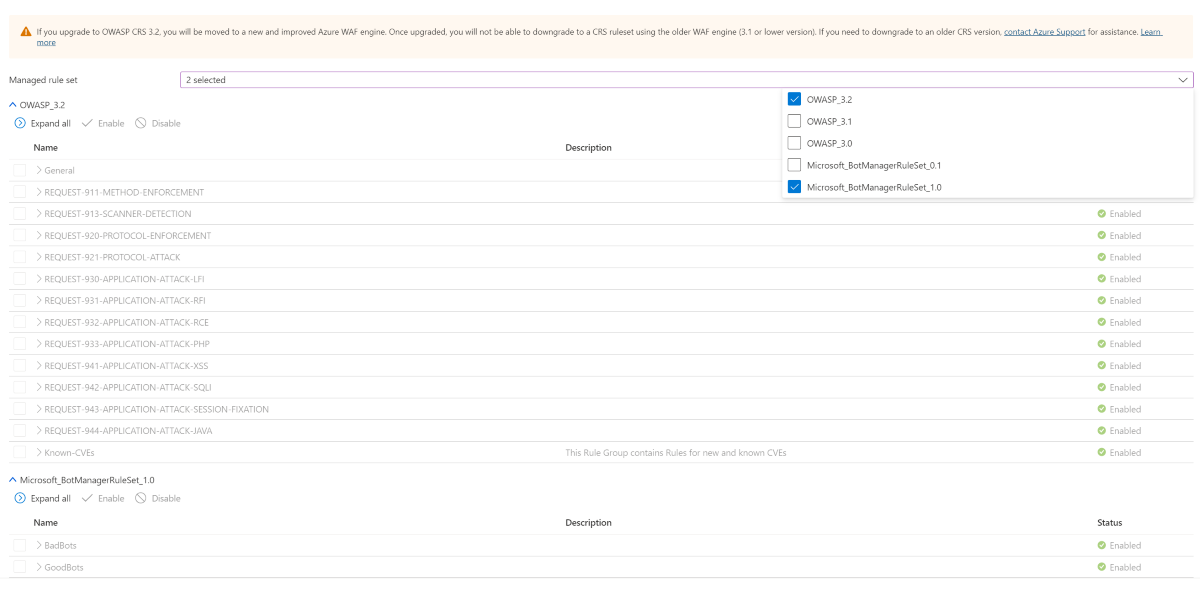 If you upgrade to OWASP CRS 3.2, you will be moved to a new and improved Azure WAF engine. Once upgraded, you will not be able to downgrade to a CRS ruleset using the older WAF engine (3.1 or lower version). If you need to downgrade to an older CRS version, contact Azure Support for assistance. Learn
more
Managed rule set 2 selected
OWASP_3.2
OWASP_3.1
OWASP_3.0
Microsoft_BotManagerRuleSet_0.1
Microsoft_BotManagerRuleSet_1.0
OWASP_3.2
Expand all Enable Disable
Name Description
General
REQUEST-911-METHOD-ENFORCEMENT
REQUEST-913-SCANNER-DETECTION Enabled
REQUEST-920-PROTOCOL-ENFORCEMENT Enabled
REQUEST-921-PROTOCOL-ATTACK Enabled
REQUEST-930-APPLICATION-ATTACK-LFI Enabled
REQUEST-931-APPLICATION-ATTACK-RFI Enabled
REQUEST-932-APPLICATION-ATTACK-RCE Enabled
REQUEST-933-APPLICATION-ATTACK-PHP Enabled
REQUEST-941-APPLICATION-ATTACK-XSS Enabled
REQUEST-942-APPLICATION-ATTACK-SQLI Enabled
REQUEST-943-APPLICATION-ATTACK-SESSION-FIXATION Enabled
REQUEST-944-APPLICATION-ATTACK-JAVA Enabled
Known-CVEs This Rule Group contains Rules for new and known CVEs Enabled
Microsoft_BotManagerRuleSet_1.0
Expand all Enable Disable
Name Description Status
BadBots Enabled
GoodBots Enabled